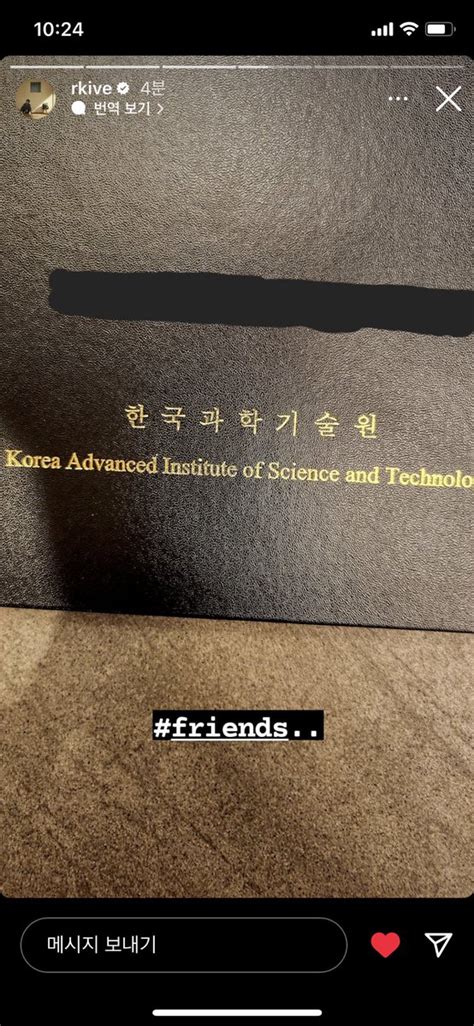 10:24
rkive 4분
번역 보기 >
한국과학기술원
Korea Advanced Institute of Science and Technolo
#friends..
메시지 보내기